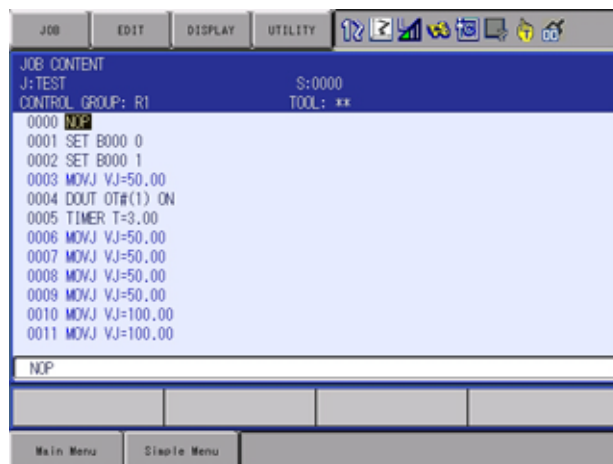 JOB EDIT DISPLAY UTILITY
JOB CONTENT
J:TEST S:0000
CONTROL GROUP: R1 TOOL: **
0000 NOP
0001 SET B000 0
0002 SET B000 1
0003 MOVJ VJ=50.00
0004 DOUT OT#(1) ON
0005 TIMER T=3.00
0006 MOVJ VJ=50.00
0007 MOVJ VJ=50.00
0008 MOVJ VJ=50.00
0009 MOVJ VJ=50.00
0010 MOVJ VJ=100.00
0011 MOVJ VJ=100.00
NOP
Main Menu Simple Menu